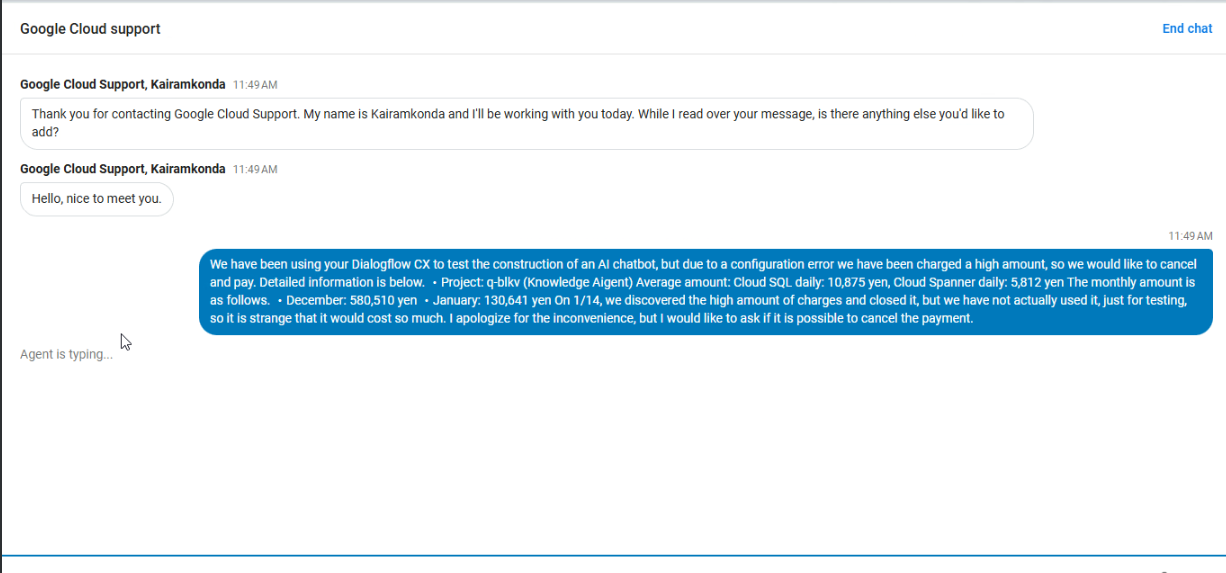 Google Cloud support
End chat
Google Cloud Support, Kairamkonda 11:49 AM
Thank you for contacting Google Cloud Support. My name is Kairamkonda and I'll be working with you today. While I read over your message, is there anything else you'd like to
add?
Google Cloud Support, Kairamkonda 11:49 AM
Hello, nice to meet you.
11:49 AM
We have been using your Dialogflow CX to test the construction of an AI chatbot, but due to a configuration error we have been charged a high amount, so we would like to cancel
and pay. Detailed information is below. • Project: q-blkv (Knowledge Aigent) Average amount: Cloud SQL daily: 10,875 yen, Cloud Spanner daily: 5,812 yen The monthly amount is
as follows. • December: 580,510 yen • January: 130,641 yen On 1/14, we discovered the high amount of charges and closed it, but we have not actually used it, just for testing,
so it is strange that it would cost so much. I apologize for the inconvenience, but I would like to ask if it is possible to cancel the payment.
Agent is typing...